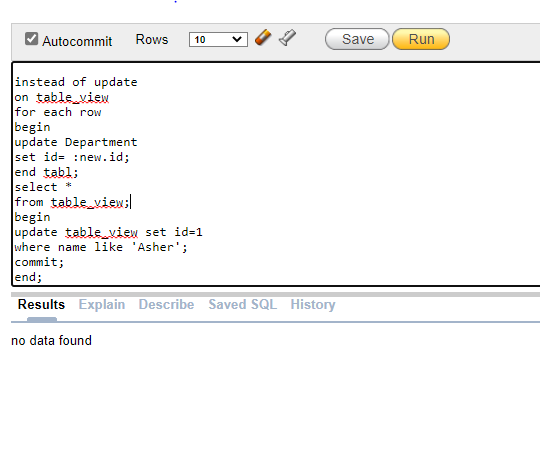 Autocommit Rows 10 Save Run
instead of update
on table_view
for each row
begin
update Department
set id= :new.id;
end tabl;
select *
from table_view;
begin
update table_view set id=1
where name like 'Asher';
commit;
end;
Results Explain Describe Saved SQL History
no data found